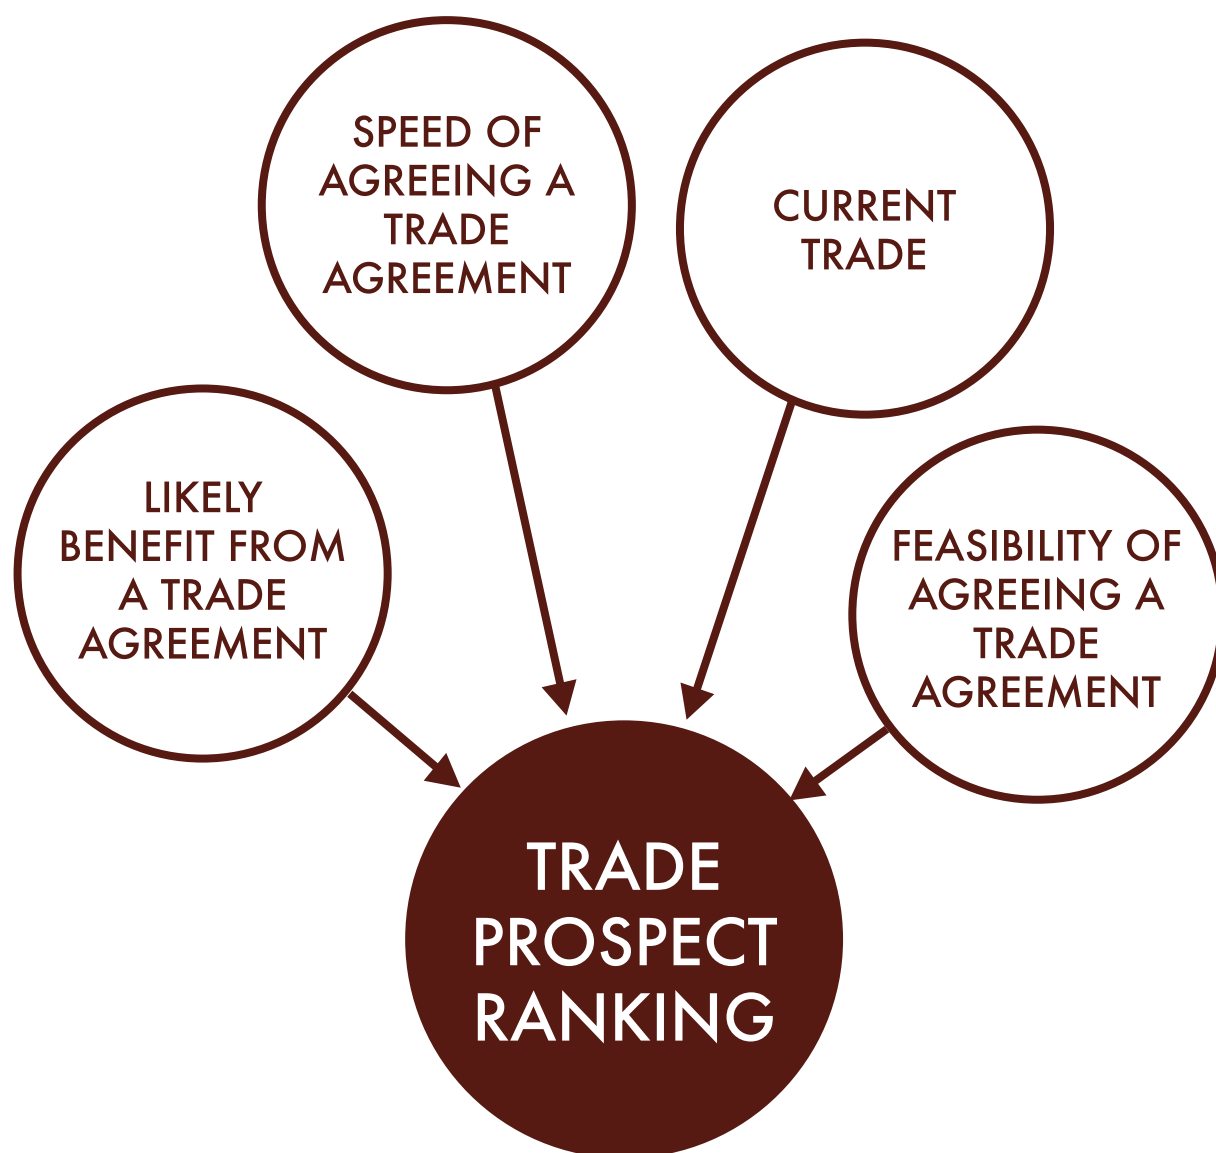 SPEED OF
AGREEING A
TRADE
AGREEMENT
CURRENT
TRADE
LIKELY
BENEFIT FROM
A TRADE
AGREEMENT
FEASIBILITY OF
AGREEING A
TRADE
AGREEMENT
TRADE
PROSPECT
RANKING